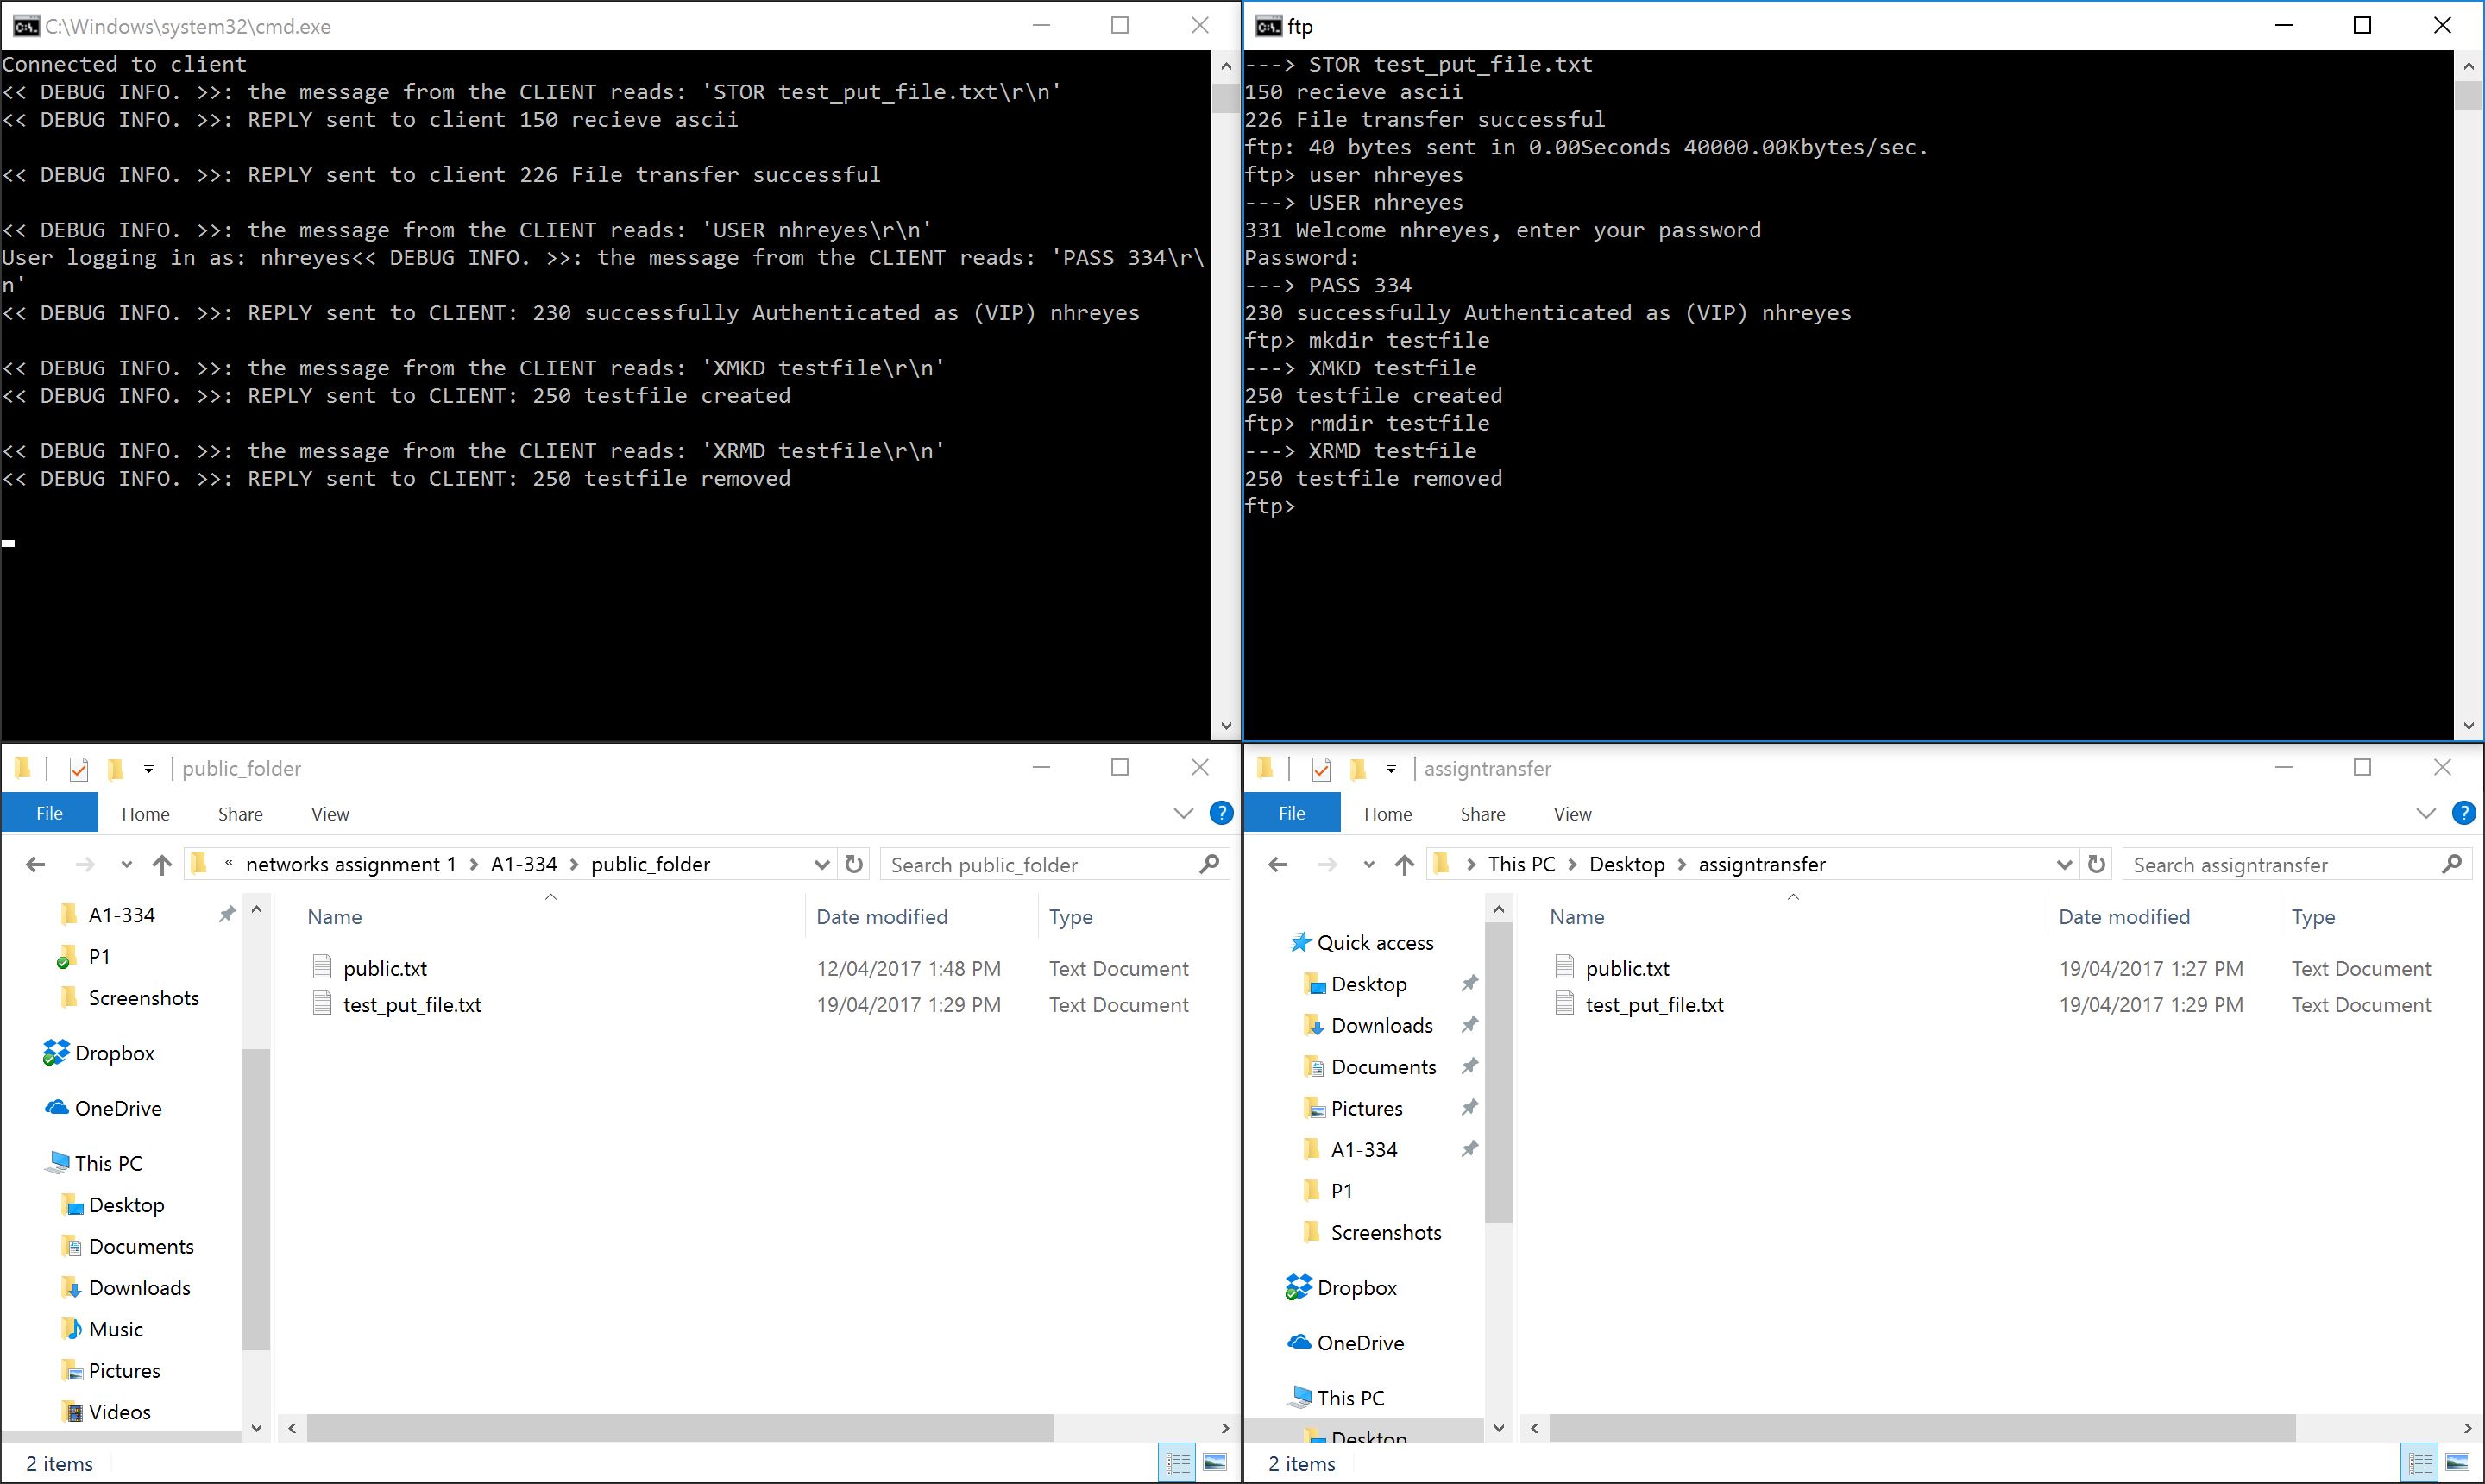 C:\Windows\system32\cmd.exe
Connected to client
<< DEBUG INFO. >>: the message from the CLIENT reads: 'STOR test_put_file.txt\r\n'
<< DEBUG INFO. >>: REPLY sent to client 150 recieve ascii
<< DEBUG INFO. >>: REPLY sent to client 226 File transfer successful
<< DEBUG INFO. >>: the message from the CLIENT reads: 'USER nhreyes\r\n'
User logging in as: nhreyes<< DEBUG INFO. >>: the message from the CLIENT reads: 'PASS 334\r\
n'
<< DEBUG INFO. >>: REPLY sent to CLIENT: 230 successfully Authenticated as (VIP) nhreyes
<< DEBUG INFO. >>: the message from the CLIENT reads: 'XMKD testfile\r\n'
<< DEBUG INFO. >>: REPLY sent to CLIENT: 250 testfile created
<< DEBUG INFO. >>: the message from the CLIENT reads: 'XRMD testfile\r\n'
<< DEBUG INFO. >>: REPLY sent to CLIENT: 250 testfile removed
ftp
---> STOR test_put_file.txt
150 recieve ascii
226 File transfer successful
ftp: 40 bytes sent in 0.00Seconds 40000.00Kbytes/sec.
ftp> user nhreyes
---> USER nhreyes
331 Welcome nhreyes, enter your password
Password:
---> PASS 334
230 successfully Authenticated as (VIP) nhreyes
ftp> mkdir testfile
---> XMKD testfile
250 testfile created
ftp> rmdir testfile
---> XRMD testfile
250 testfile removed
ftp>
public_folder
File Home Share View
« networks assignment 1 > A1-334 > public_folder
Search public_folder
A1-334
P1
Screenshots
Dropbox
OneDrive
This PC
Desktop
Documents
Downloads
Music
Pictures
Videos
Name Date modified Type
public.txt 12/04/2017 1:48 PM Text Document
test_put_file.txt 19/04/2017 1:29 PM Text Document
2 items
assigntransfer
File Home Share View
> This PC > Desktop > assigntransfer
Search assigntransfer
Quick access
Desktop
Downloads
Documents
Pictures
A1-334
P1
Screenshots
Dropbox
OneDrive
This PC
Desktop
Name Date modified Type
public.txt 19/04/2017 1:27 PM Text Document
test_put_file.txt 19/04/2017 1:29 PM Text Document
2 items